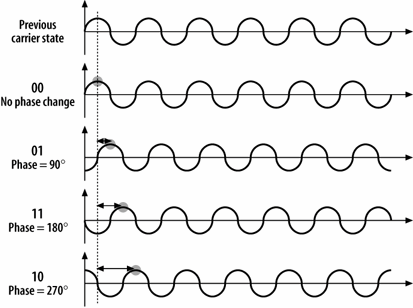 Previous
carrier state
00
No phase change
01
Phase = 90°
11
Phase = 180°
10
Phase = 270°